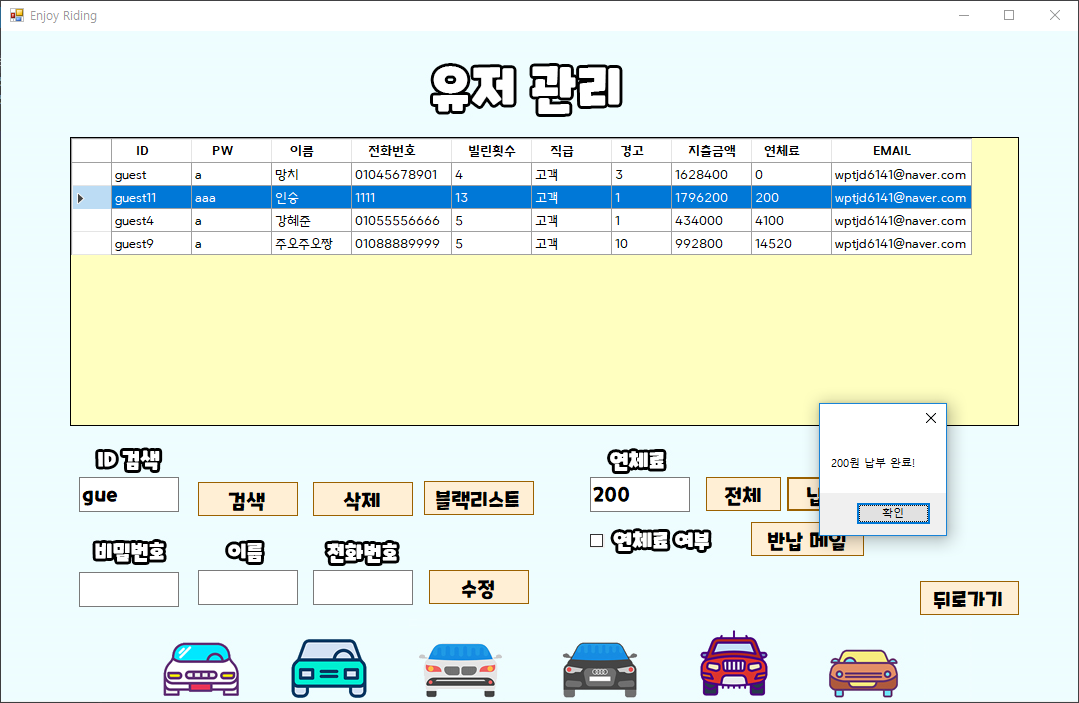 Enjoy Riding
유저 관리
ID PW 이름 전화번호 빌린횟수 직급 경고 지출금액 연체료 EMAIL
guest a 망치 01045678901 4 고객 3 1628400 0 wptjd6141@naver.com
guest11 aaa 인승 1111 13 고객 1 1796200 200 wptjd6141@naver.com
guest4 a 강혜준 01055556666 5 고객 1 434000 4100 wptjd6141@naver.com
guest9 a 주오주오짱 01088889999 5 고객 10 992800 14520 wptjd6141@naver.com
200원 납부 완료!
확인
ID 검색
gue
검색
삭제
블랙리스트
연체료
200
전체
연체료 여부
반납 메일
비밀번호
이름
전화번호
수정
뒤로가기